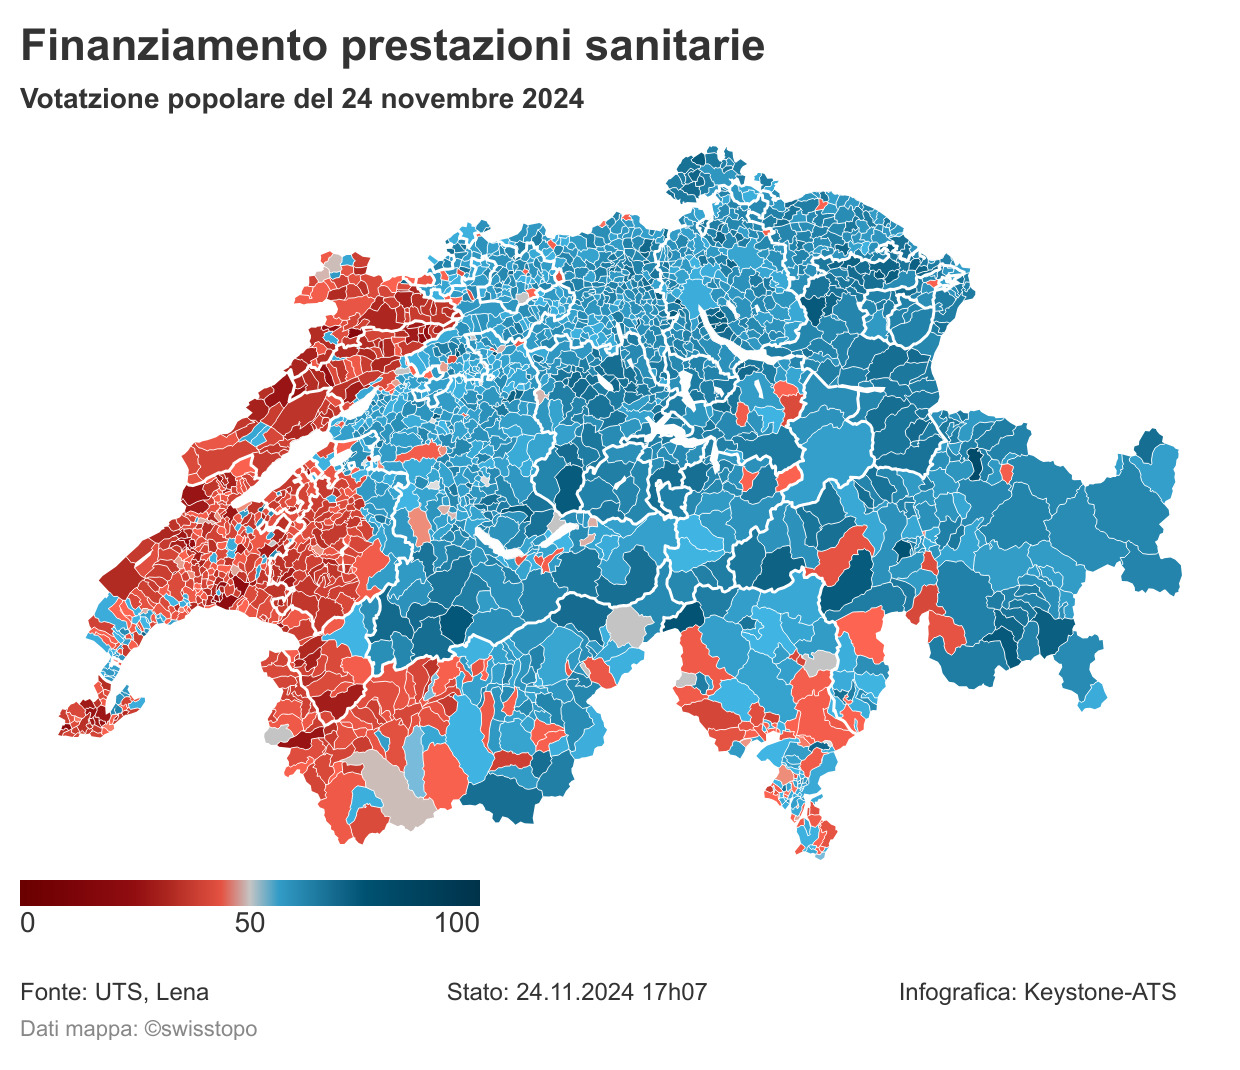 Finanziamento prestazioni sanitarie
Votatzione popolare del 24 novembre 2024
0 50 100
Fonte: UTS, Lena Stato: 24.11.2024 17h07 Infografica: Keystone-ATS
Dati mappa: ©swisstopo